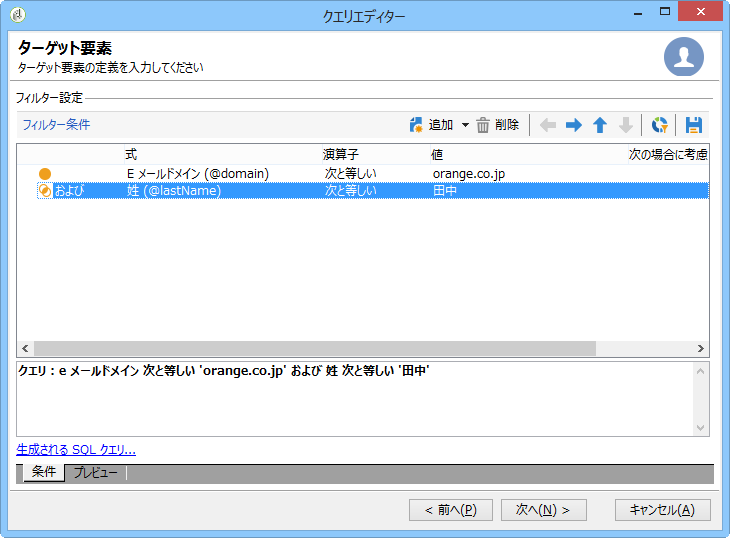 クエリエディター
ターゲット要素
ターゲット要素の定義を入力してください
フィルター設定
フィルター条件 追加 削除
式 演算子 値 次の場合に考慮
E メールドメイン (@domain) 次と等しい orange.co.jp
および 姓 (@lastName) 次と等しい 田中
クエリ : e メールドメイン 次と等しい 'orange.co.jp' および 姓 次と等しい '田中'
生成される SQL クエリ...
条件 プレビュー
< 前へ(P) 次へ(N) > キャンセル(A)